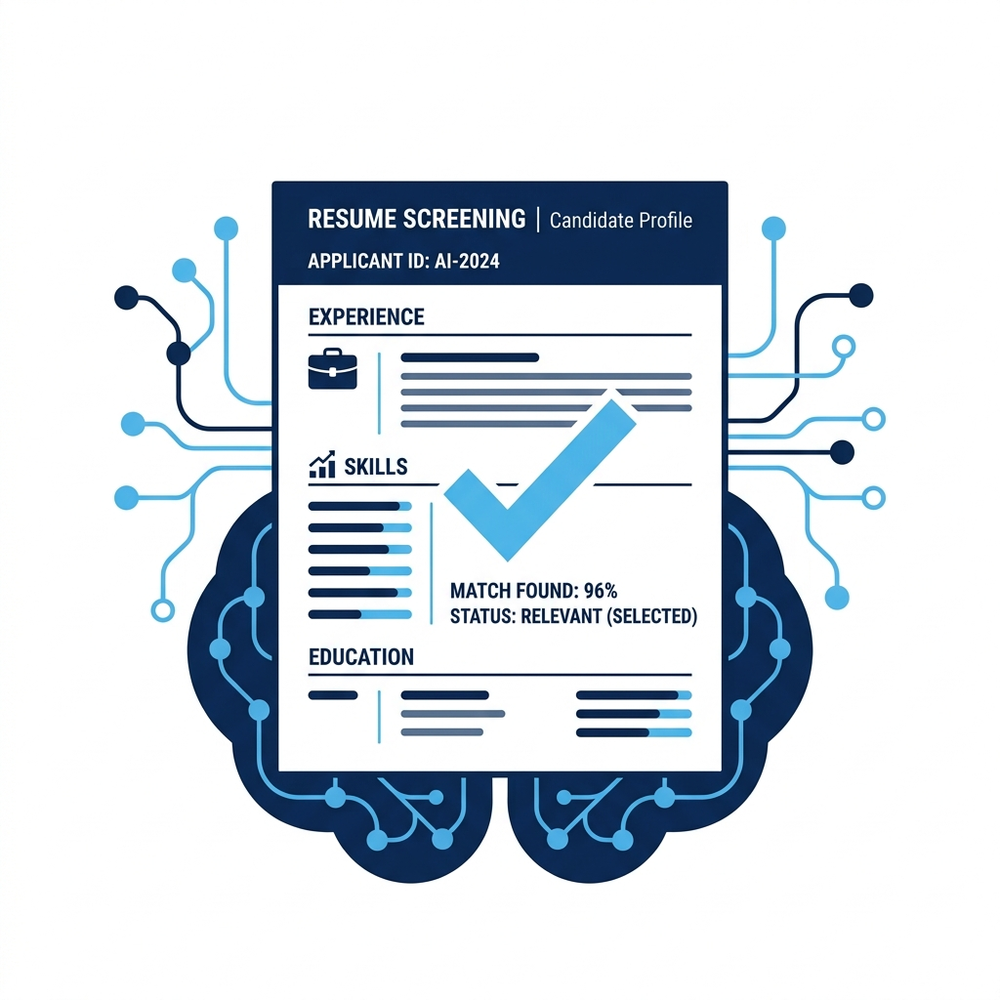 RESUME SCREENING | Candidate Profile
APPLICANT ID: AI-2024
EXPERIENCE
SKILLS
MATCH FOUND: 96%
STATUS: RELEVANT (SELECTED)
EDUCATION